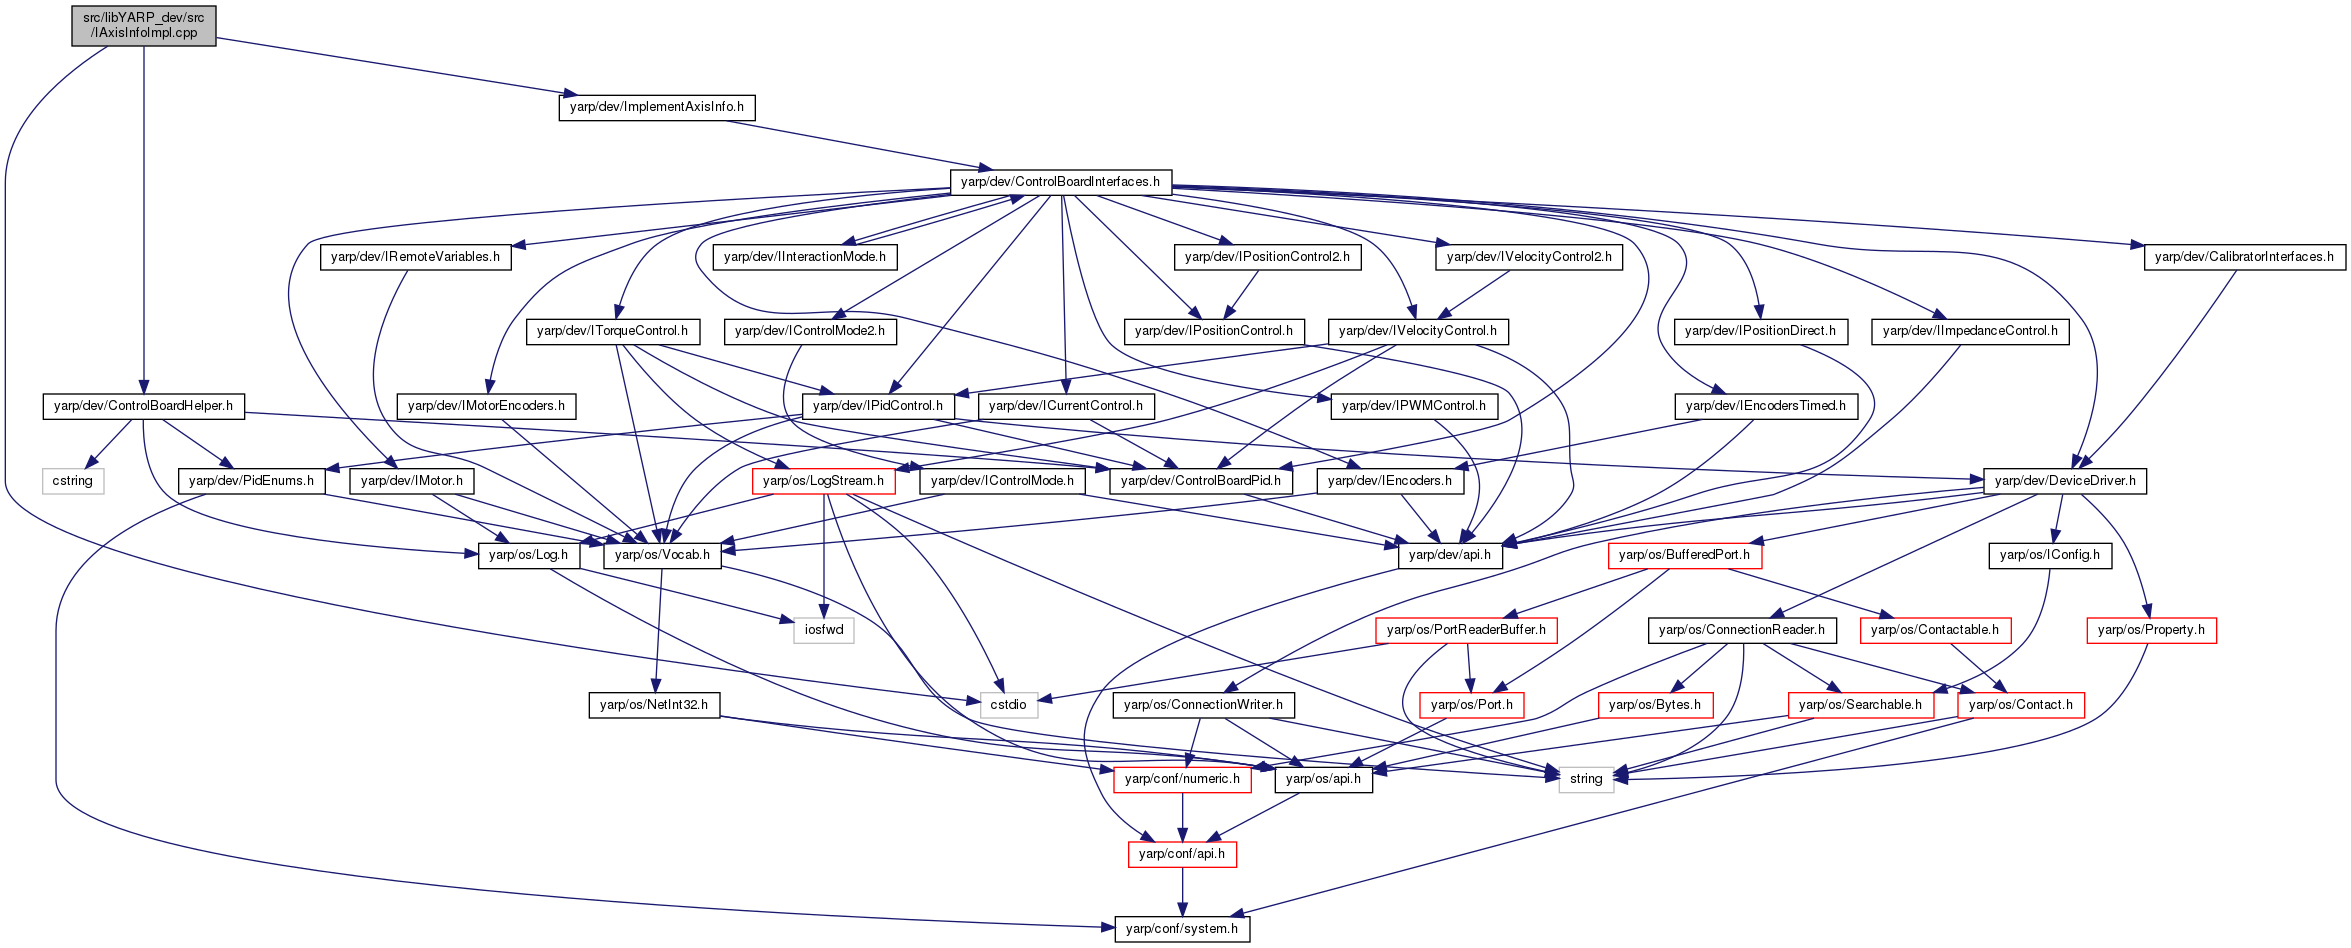 src/libYARP_dev/src
/IAxisInfoImpl.cpp
yarp/dev/ImplementAxisInfo.h
yarp/dev/ControlBoardInterfaces.h
yarp/dev/IRemoteVariables.h
yarp/dev/IInteractionMode.h
yarp/dev/IPositionControl2.h
yarp/dev/IVelocityControl2.h
yarp/dev/CalibratorInterfaces.h
yarp/dev/ITorqueControl.h
yarp/dev/IControlMode2.h
yarp/dev/IPositionControl.h
yarp/dev/IVelocityControl.h
yarp/dev/IPositionDirect.h
yarp/dev/IImpedanceControl.h
yarp/dev/ControlBoardHelper.h
yarp/dev/IMotorEncoders.h
yarp/dev/IPidControl.h
yarp/dev/ICurrentControl.h
yarp/dev/IPWMControl.h
yarp/dev/IEncodersTimed.h
cstring
yarp/dev/PidEnums.h
yarp/dev/IMotor.h
yarp/os/LogStream.h
yarp/dev/IControlMode.h
yarp/dev/ControlBoardPid.h
yarp/dev/IEncoders.h
yarp/dev/DeviceDriver.h
yarp/os/Log.h
yarp/os/Vocab.h
yarp/dev/api.h
yarp/os/BufferedPort.h
yarp/os/IConfig.h
iosfwd
yarp/os/PortReaderBuffer.h
yarp/os/ConnectionReader.h
yarp/os/Contactable.h
yarp/os/Property.h
yarp/os/NetInt32.h
cstdio
yarp/os/ConnectionWriter.h
yarp/os/Port.h
yarp/os/Bytes.h
yarp/os/Searchable.h
yarp/os/Contact.h
yarp/conf/numeric.h
yarp/os/api.h
string
yarp/conf/api.h
yarp/conf/system.h